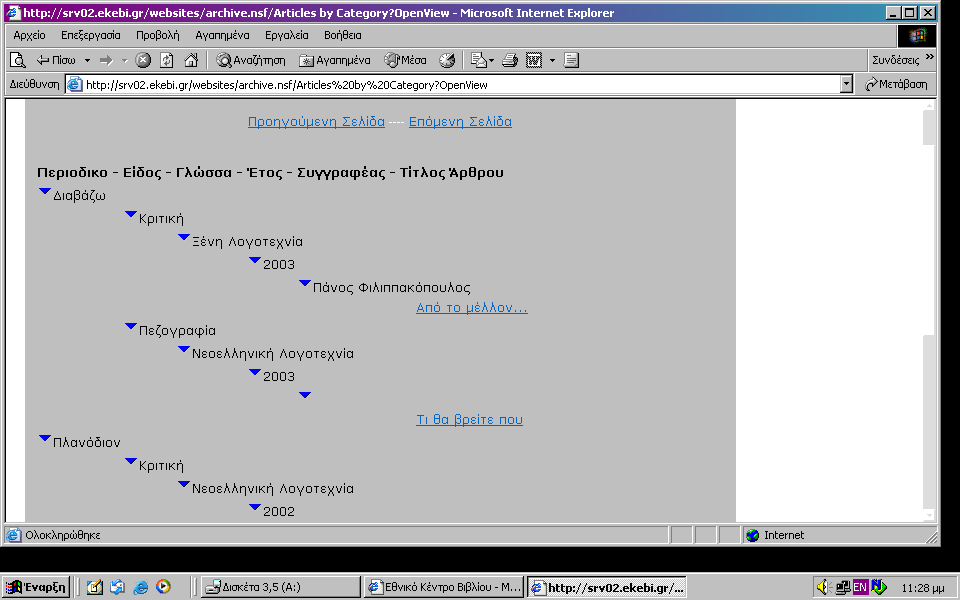 http://srv02.ekebi.gr/websites/archive.nsf/Articles by Category?OpenView - Microsoft Internet Explorer
Αρχείο Επεξεργασία Προβολή Αγαπημένα Εργαλεία Βοήθεια
Πίσω Αναζήτηση Αγαπημένα Μέσα Συνδέσεις »
Διεύθυνση http://srv02.ekebi.gr/websites/archive.nsf/Articles%20by%20Category?OpenView Μετάβαση
Προηγούμενη Σελίδα ---- Επόμενη Σελίδα
Περιοδικο - Είδος - Γλώσσα - Έτος - Συγγραφέας - Τίτλος Άρθρου
Διαβάζω
Κριτική
Ξένη Λογοτεχνία
2003
Πάνος Φιλιππακόπουλος
Από το μέλλον...
Πεζογραφία
Νεοελληνική Λογοτεχνία
2003
Τι θα βρείτε που
Πλανόδιον
Κριτική
Νεοελληνική Λογοτεχνία
2002
Ολοκληρώθηκε Internet
Έναρξη Δισκέτα 3,5 (A:) Εθνικό Κέντρο Βιβλίου - M... http://srv02.ekebi.gr/... EN 11:28 μμ